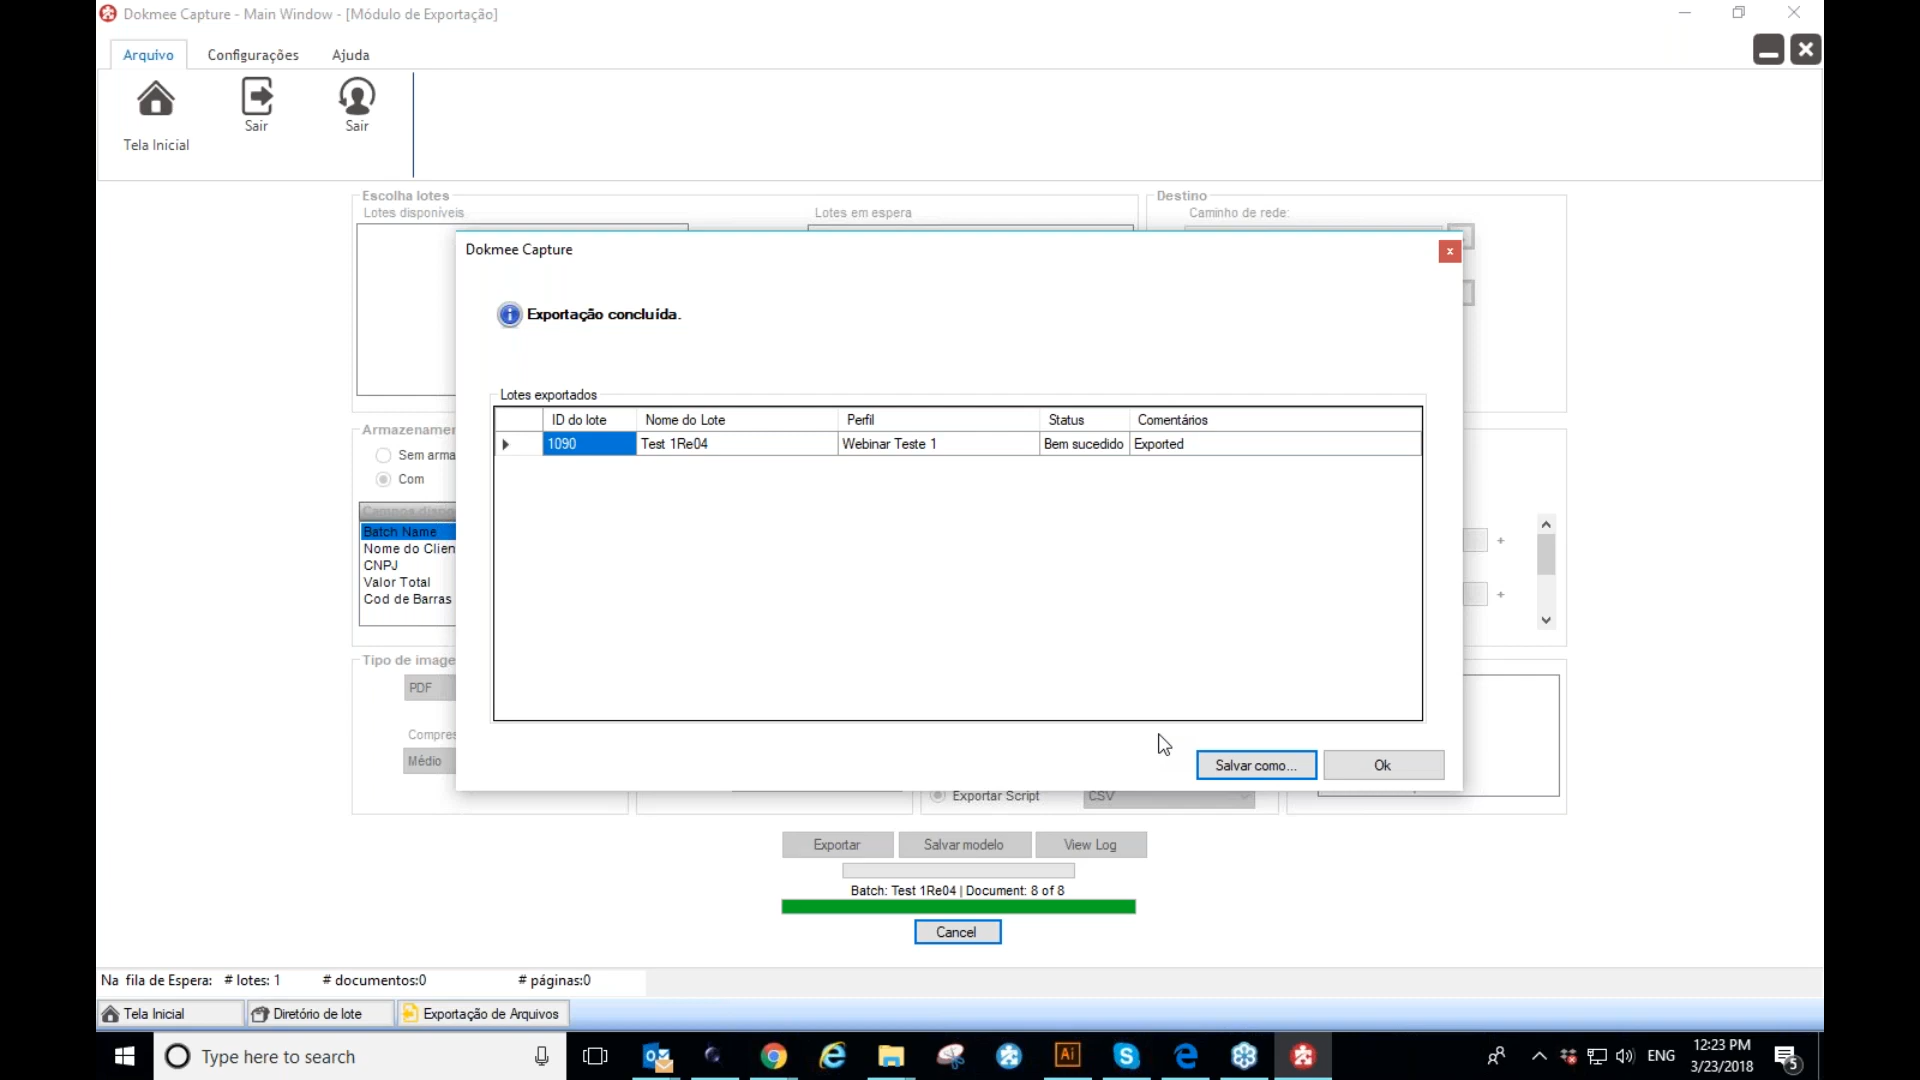 Dokmee Capture - Main Window - [Módulo de Exportação]
Arquivo Configurações Ajuda
Tela Inicial Sair Sair
Escolha lotes Destino
Lotes disponíveis Lotes em espera Caminho de rede:
Dokmee Capture
x
Exportação concluída.
Lotes exportados
ID do lote Nome do Lote Perfil Status Comentários
1090 Test 1Re04 Webinar Teste 1 Bem sucedido Exported
Armazenamen
Sem arma
Com
Campos dispo
Batch Name
Nome do Clien
CNPJ
Valor Total
Cod de Barras
+
+
Tipo de image
PDF
Compres
Médio
Salvar como... Ok
Exportar Script CSV
Exportar Salvar modelo View Log
Batch: Test 1Re04 | Document: 8 of 8
Cancel
Na fila de Espera: # lotes: 1 # documentos:0 # páginas:0
Tela Inicial Diretório de lote Exportação de Arquivos
Type here to search
Ai
ENG
12:23 PM
3/23/2018
5